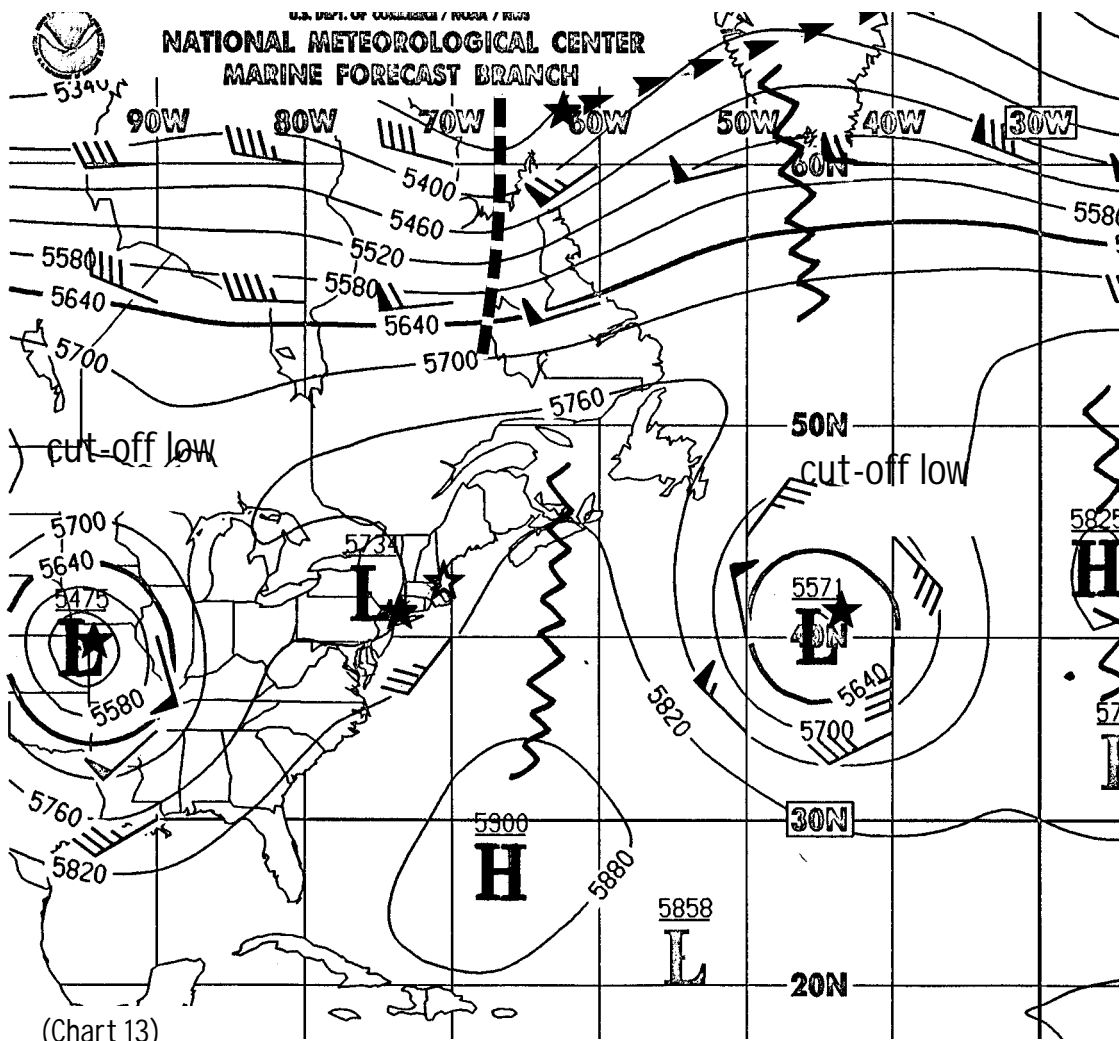 U.S. DEPT. OF COMMERCE / NOAA / NWS
NATIONAL METEOROLOGICAL CENTER
MARINE FORECAST BRANCH
5340
90W
80W
70W
60W
50W
40W
30W
60N
5400
5460
5520
5580
5580
5580
5640
5640
5700
5700
5760
50N
cut-off low
cut-off low
5700
5640
5475
L
5580
5734
L
5571
L
40N
5640
5700
5825
H
5820
5760
5820
30N
5900
H
5880
5858
L
20N
(Chart 13)